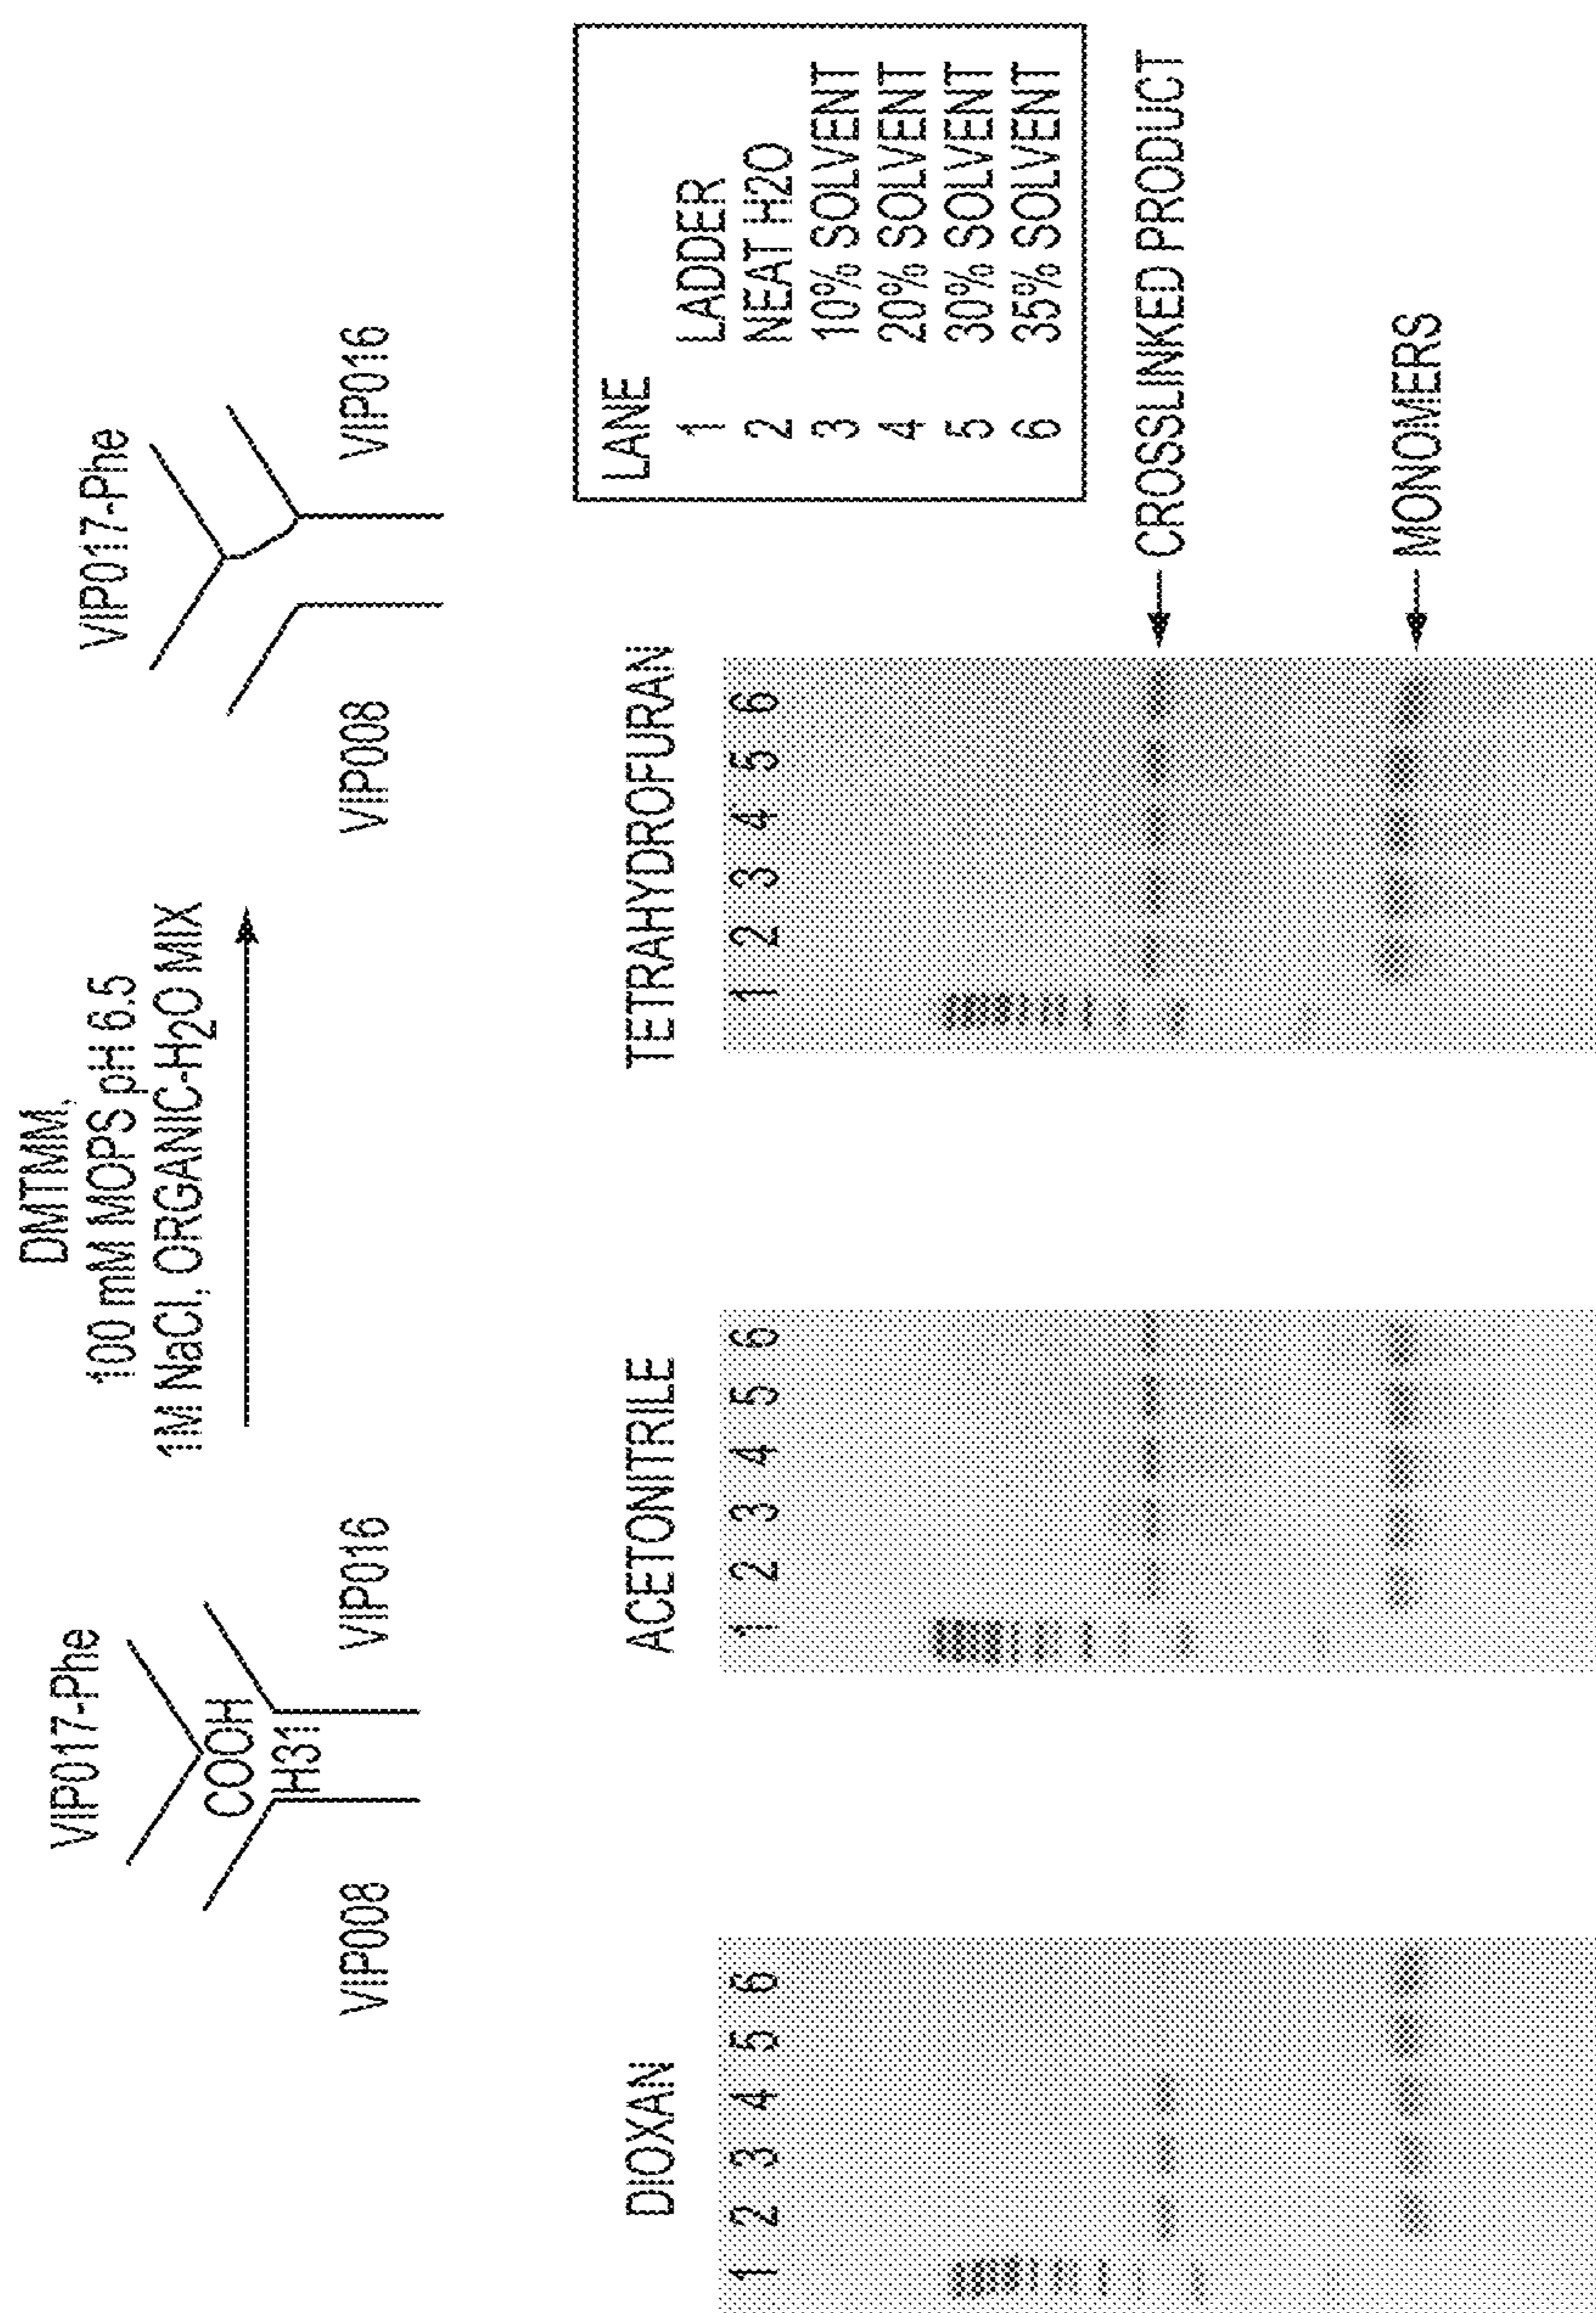 VIP017-Phe
COOH
H31
VIP008
VIP016
DMTMM,
100 mM MOPS pH 6.5
1M NaCl, ORGANIC-H2O MIX
VIP017-Phe
VIP008
VIP016
DIOXAN
1 2 3 4 5 6
ACETONITRILE
1 2 3 4 5 6
TETRAHYDROFURAN
1 2 3 4 5 6
LANE
1 LADDER
2 NEAT H2O
3 10% SOLVENT
4 20% SOLVENT
5 30% SOLVENT
6 35% SOLVENT
CROSSLINKED PRODUCT
MONOMERS